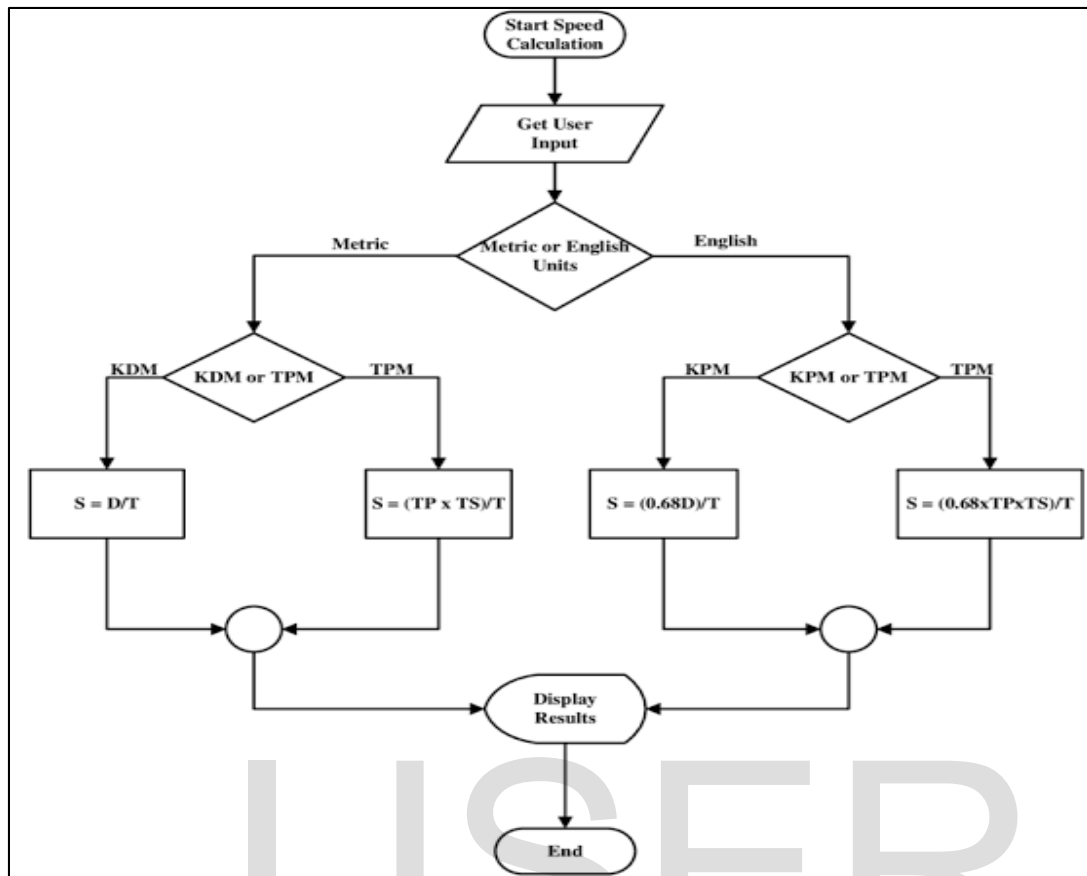 Start Speed
Calculation
Get User
Input
Metric
Metric or English
Units
English
KDM
KDM or TPM
TPM
KPM
KPM or TPM
TPM
S = D/T
S = (TP x TS)/T
S = (0.68D)/T
S = (0.68xTPxTS)/T
Display
Results
End